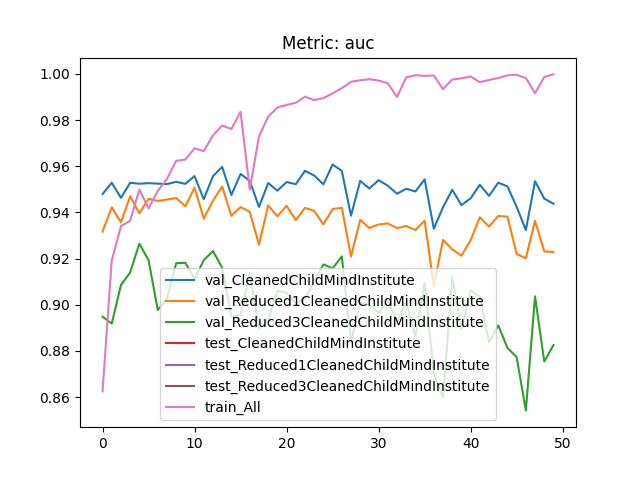 Metric: auc
1.00
0.98
0.96
0.94
0.92
0.90
0.88
0.86
val_CleanedChildMindInstitute
val_Reduced1CleanedChildMindInstitute
val_Reduced3CleanedChildMindInstitute
test_CleanedChildMindInstitute
test_Reduced1CleanedChildMindInstitute
test_Reduced3CleanedChildMindInstitute
train_All
0 10 20 30 40 50